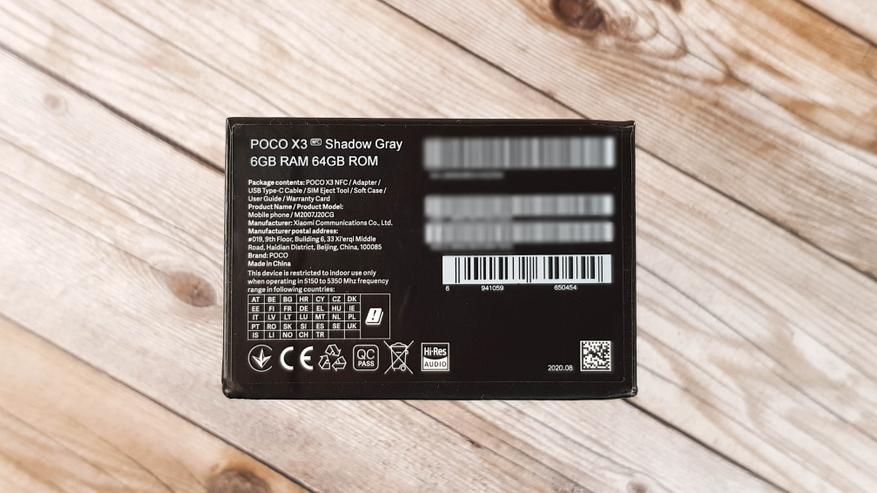 POCO X3 NFC Shadow Gray
6GB RAM 64GB ROM
Package contents: POCO X3 NFC / Adapter /
USB Type-C Cable / SIM Eject Tool / Soft Case /
User Guide / Warranty Card
Product Name / Product Model:
Mobile phone / M2007J20CG
Manufacturer: Xiaomi Communications Co., Ltd.
Manufacturer postal address:
#019, 9th Floor, Building 6, 33 Xi'erqi Middle
Road, Haidian District, Beijing, China, 100085
Brand: POCO
Made in China
This device is restricted to indoor use only
when operating in 5150 to 5350 Mhz frequency
range in following countries:
AT BE BG HR CY CZ DK
EE FI FR DE EL HU IE
IT LV LT LU MT NL PL
PT RO SK SI ES SE UK
IS LI NO CH TR
CE QC PASS Hi-Res AUDIO
6 941059 650454
2020.08